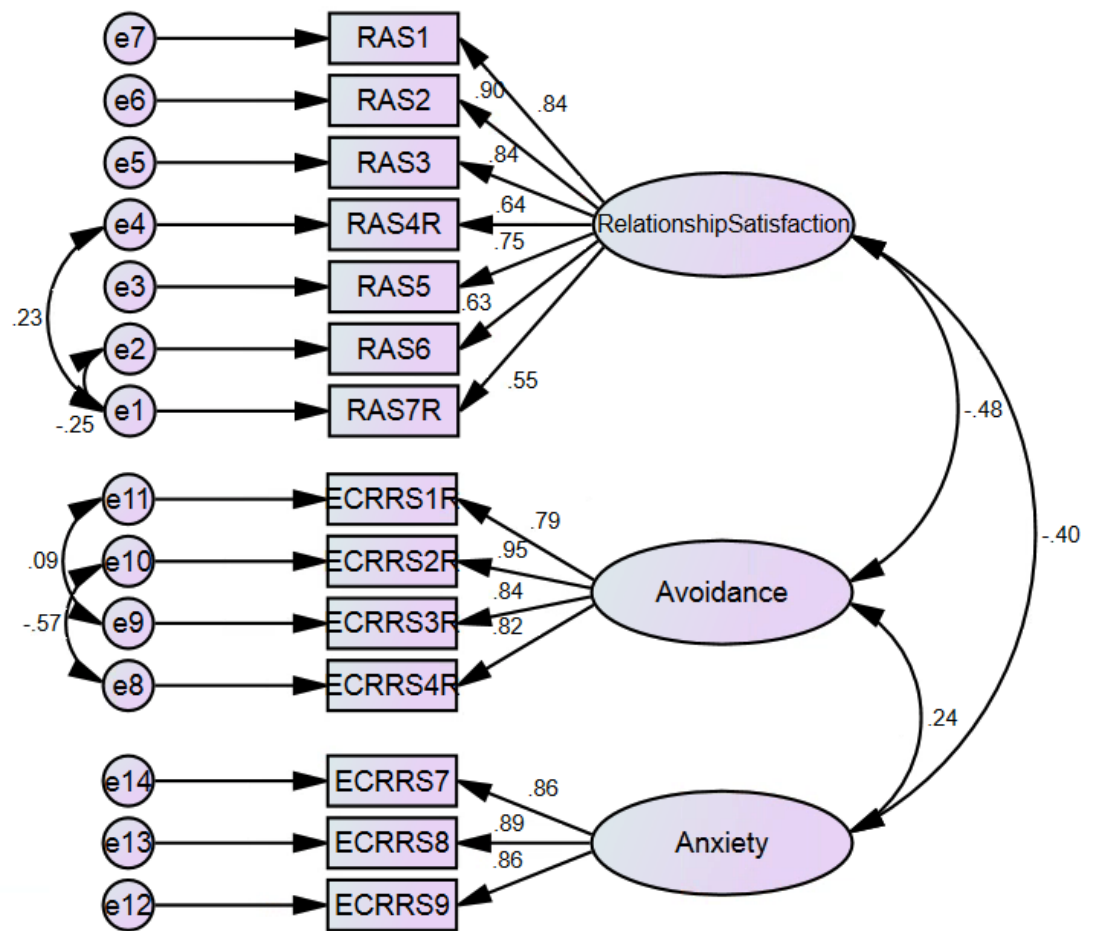 e7 RAS1
.90 .84
e6 RAS2
e5 RAS3 .84
.64
e4 RAS4R RelationshipSatisfaction
.75
e3 RAS5
.23 .63
e2 RAS6
.55
e1 RAS7R
-.25 -.48
e11 ECRRS1R .79
.09 e10 ECRRS2R .95 -.40
.84 Avoidance
-.57 e9 ECRRS3R .82
e8 ECRRS4R
.24
e14 ECRRS7 .86
.89
e13 ECRRS8 Anxiety
.86
e12 ECRRS9